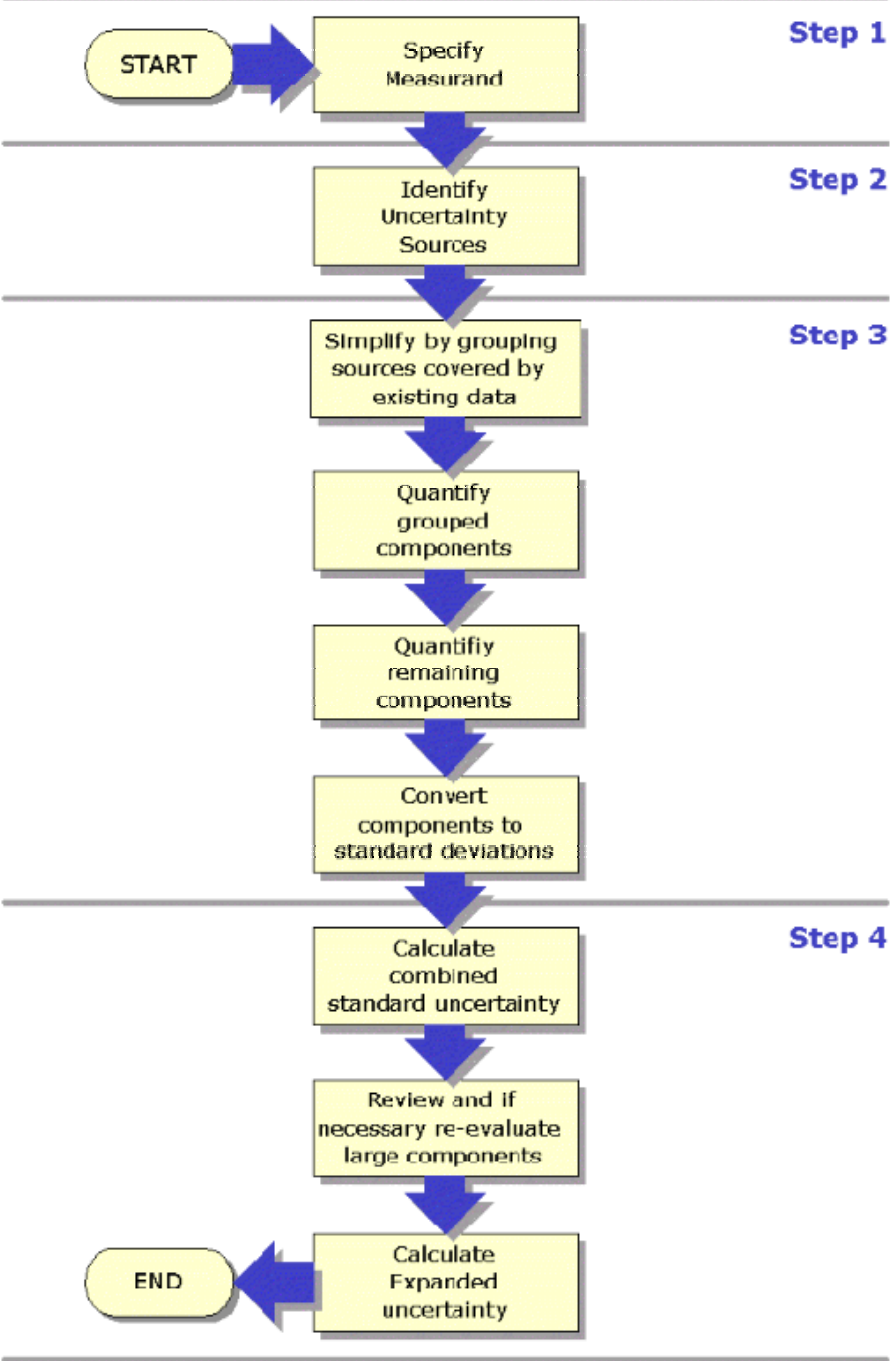 Step 1
START
Specify
Measurand
Step 2
Identify
Uncertainty
Sources
Step 3
Simplify by grouping
sources covered by
existing data
Quantify
grouped
components
Quantifiy
remaining
components
Convert
components to
standard deviations
Step 4
Calculate
combined
standard uncertainty
Review and if
necessary re-evaluate
large components
END
Calculate
Expanded
uncertainty